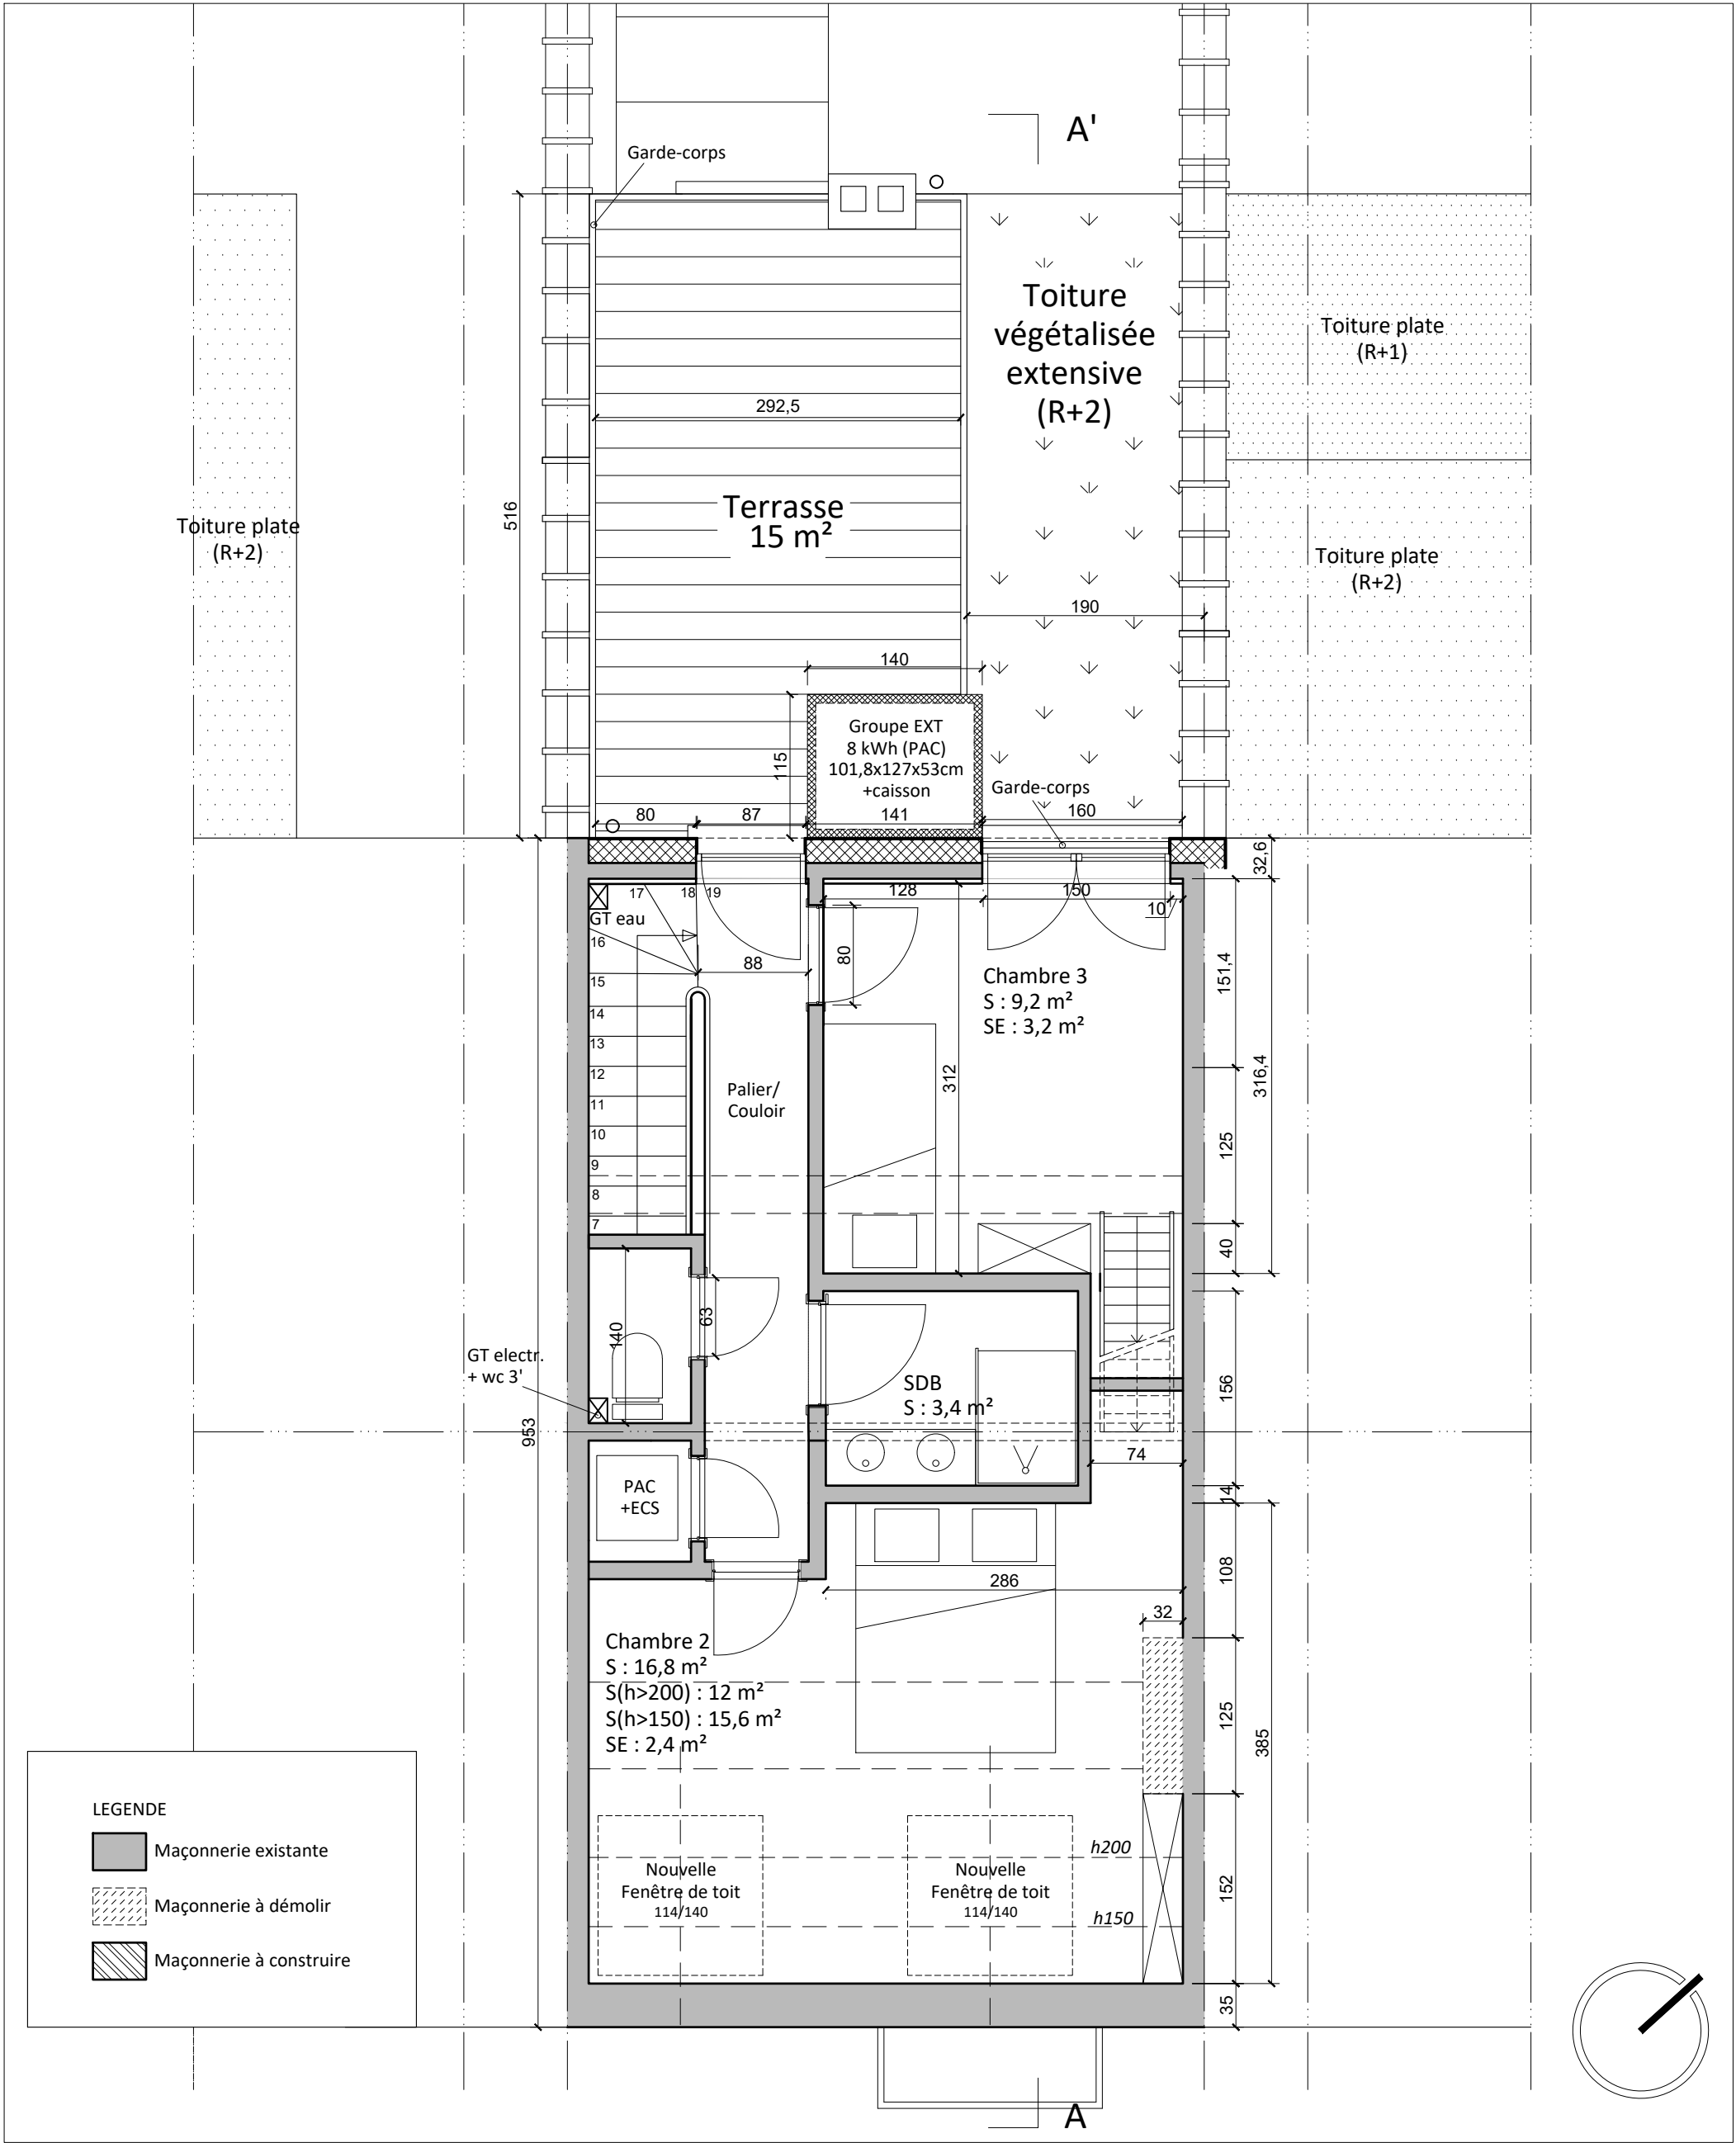 A'
Garde-corps
Toiture
végétalisée
extensive
(R+2)
Toiture plate
(R+1)
292,5
516
Terrasse
15 m²
Toiture plate
(R+2)
Toiture plate
(R+2)
190
140
115
Groupe EXT
8 kWh (PAC)
101,8x127x53cm
+caisson
141
Garde-corps
80
87
160
32,6
17
18
19
128
150
10
GT eau
16
15
14
13
12
11
10
9
8
7
88
80
Chambre 3
S : 9,2 m²
SE : 3,2 m²
151,4
316,4
312
Palier/
Couloir
125
40
63
140
GT electr.
+ wc 3'
SDB
S : 3,4 m²
156
953
74
PAC
+ECS
14
108
286
32
Chambre 2
S : 16,8 m²
S(h>200) : 12 m²
S(h>150) : 15,6 m²
SE : 2,4 m²
125
385
h200
Nouvelle
Fenêtre de toit
114/140
Nouvelle
Fenêtre de toit
114/140
h150
152
35
LEGENDE
Maçonnerie existante
Maçonnerie à démolir
Maçonnerie à construire
A